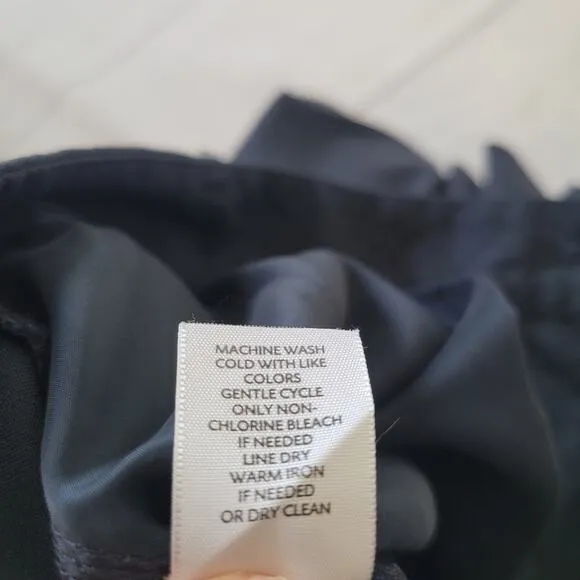 MACHINE WASH
COLD WITH LIKE
COLORS
GENTLE CYCLE
ONLY NON-
CHLORINE BLEACH
IF NEEDED
LINE DRY
WARM IRON
IF NEEDED
OR DRY CLEAN